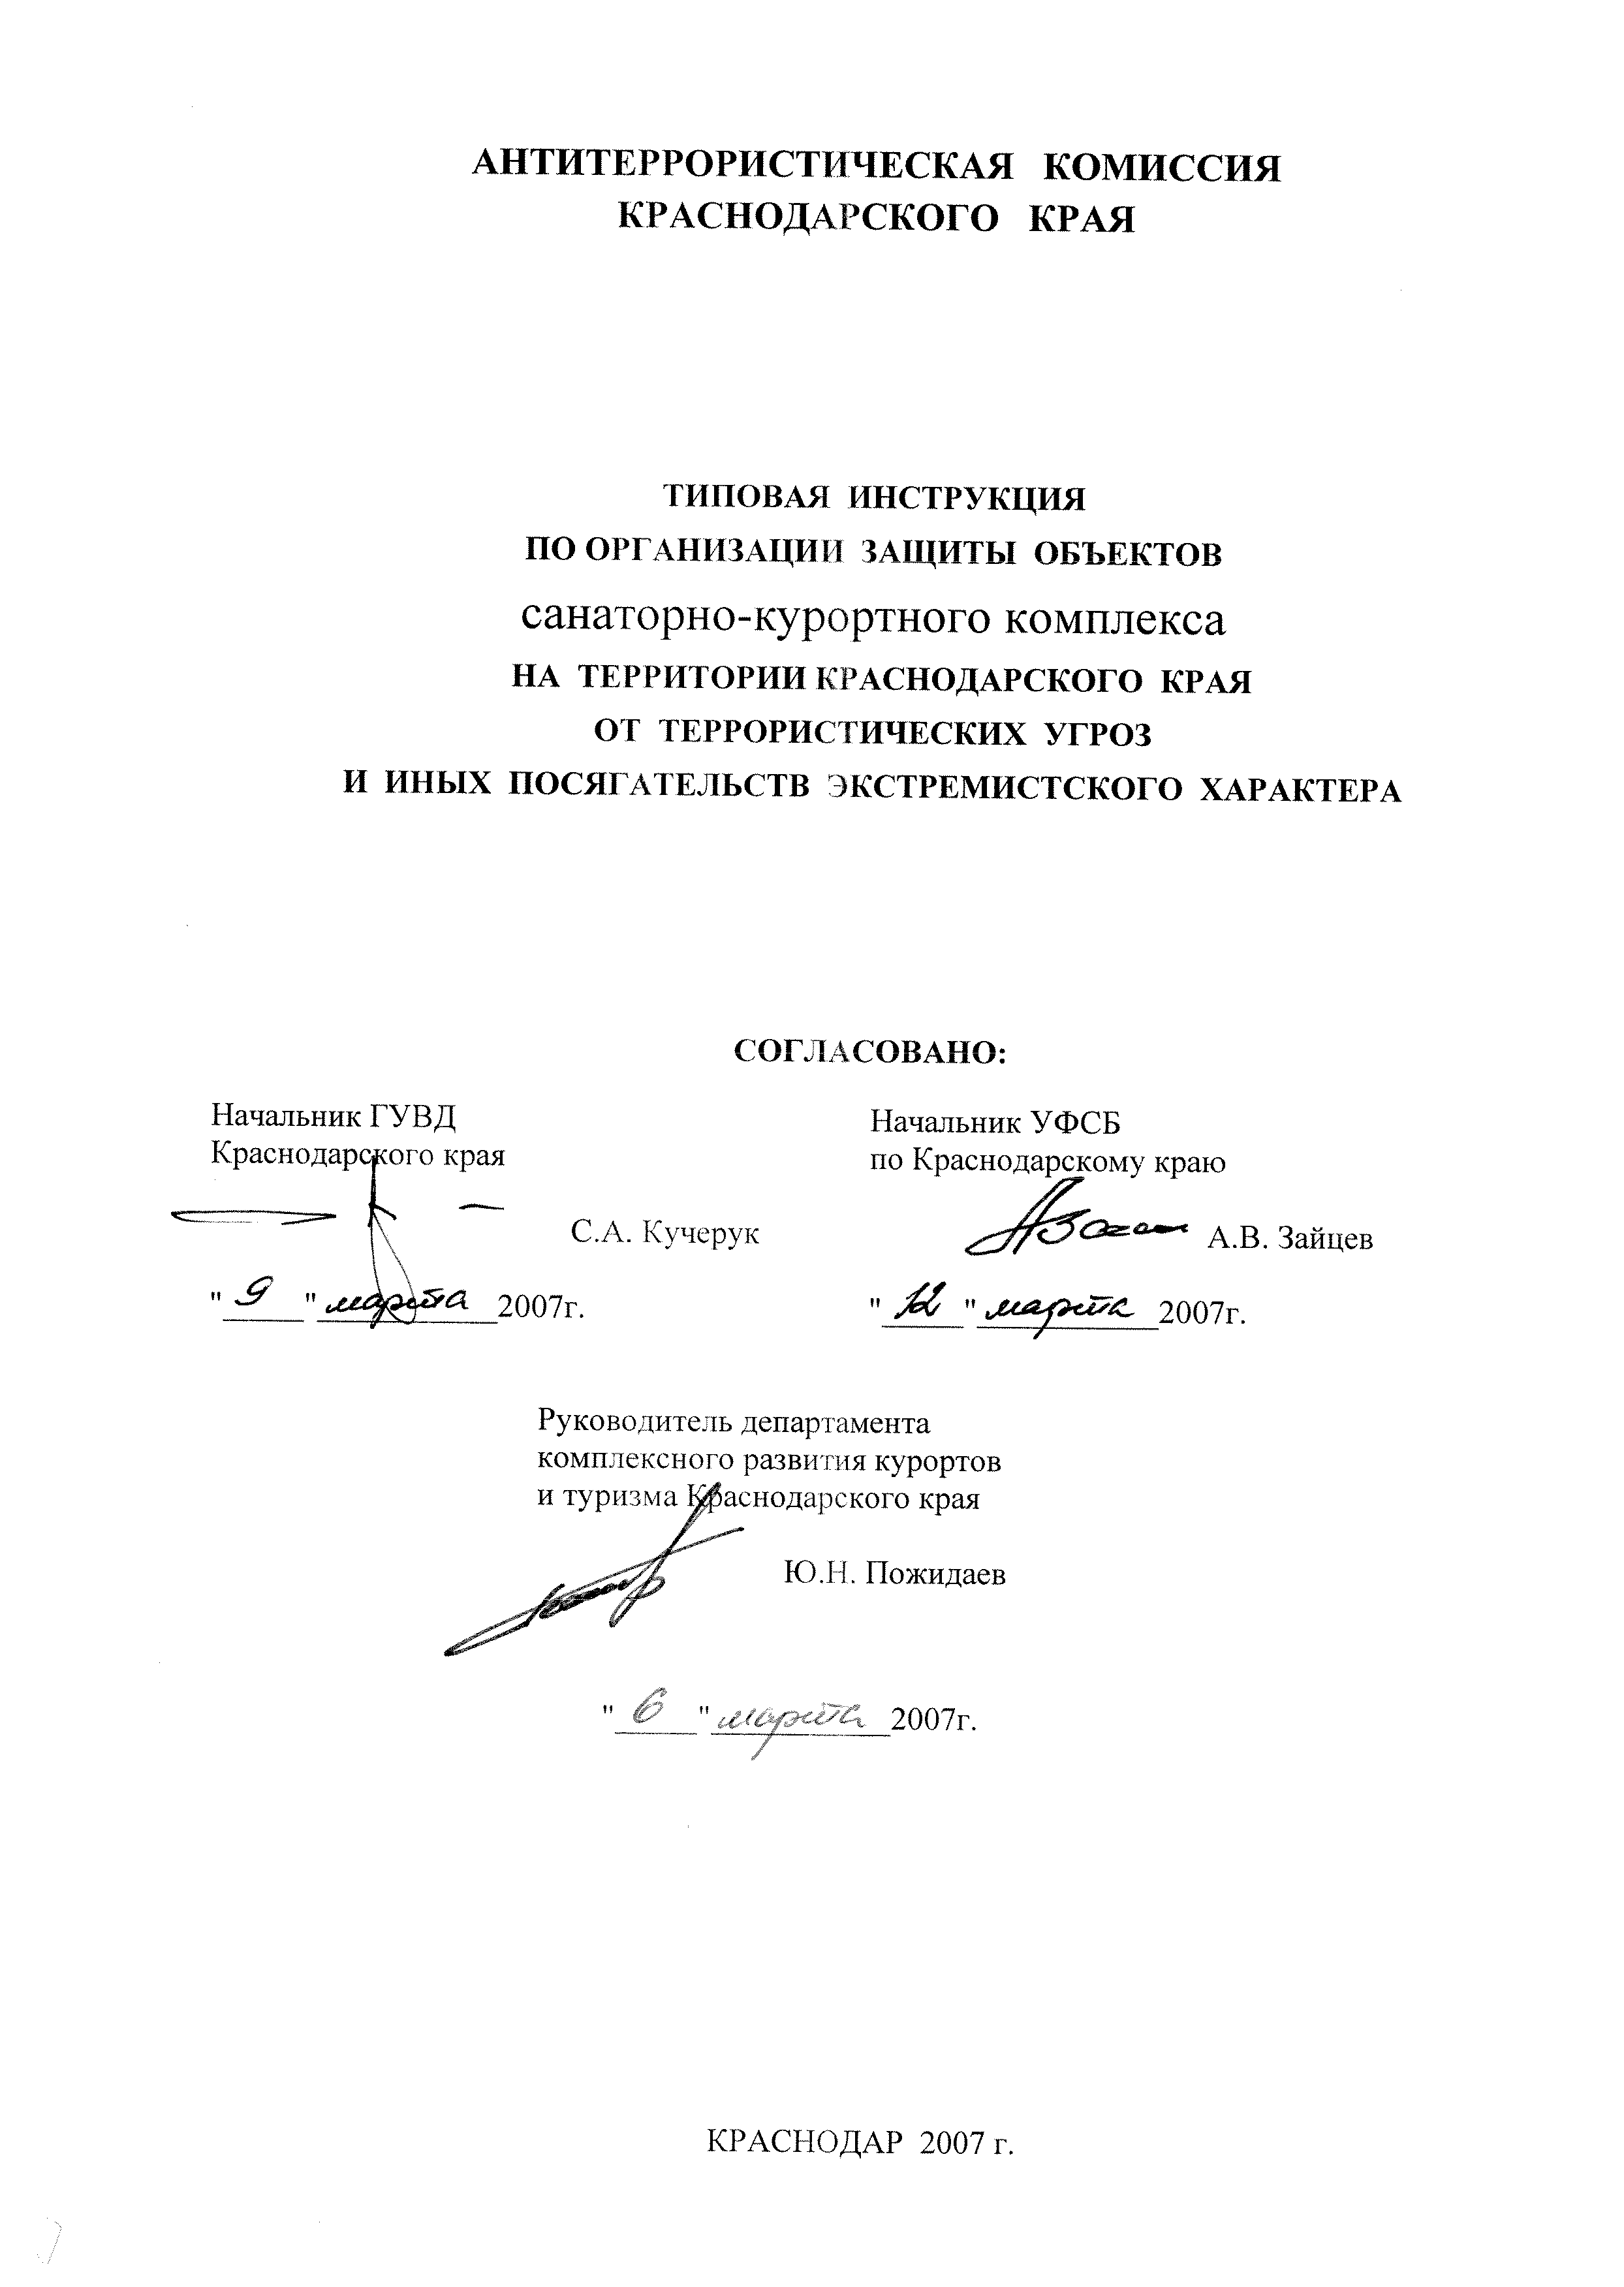 АНТИТЕРРОРИСТИЧЕСКАЯ КОМИССИЯ
КРАСНОДАРСКОГО КРАЯ
ТИПОВАЯ ИНСТРУКЦИЯ
ПО ОРГАНИЗАЦИИ ЗАЩИТЫ ОБЪЕКТОВ
санаторно-курортного комплекса
НА ТЕРРИТОРИИ КРАСНОДАРСКОГО КРАЯ
ОТ ТЕРРОРИСТИЧЕСКИХ УГРОЗ
И ИНЫХ ПОСЯГАТЕЛЬСТВ ЭКСТРЕМИСТСКОГО ХАРАКТЕРА
СОГЛАСОВАНО:
Начальник ГУВД
Краснодарского края
С.А. Кучерук
" 9 " марта 2007г.
Начальник УФСБ
по Краснодарскому краю
А.В. Зайцев
" 12 " марта 2007г.
Руководитель департамента
комплексного развития курортов
и туризма Краснодарского края
Ю.Н. Пожидаев
" 6 " марта 2007г.
КРАСНОДАР 2007 г.